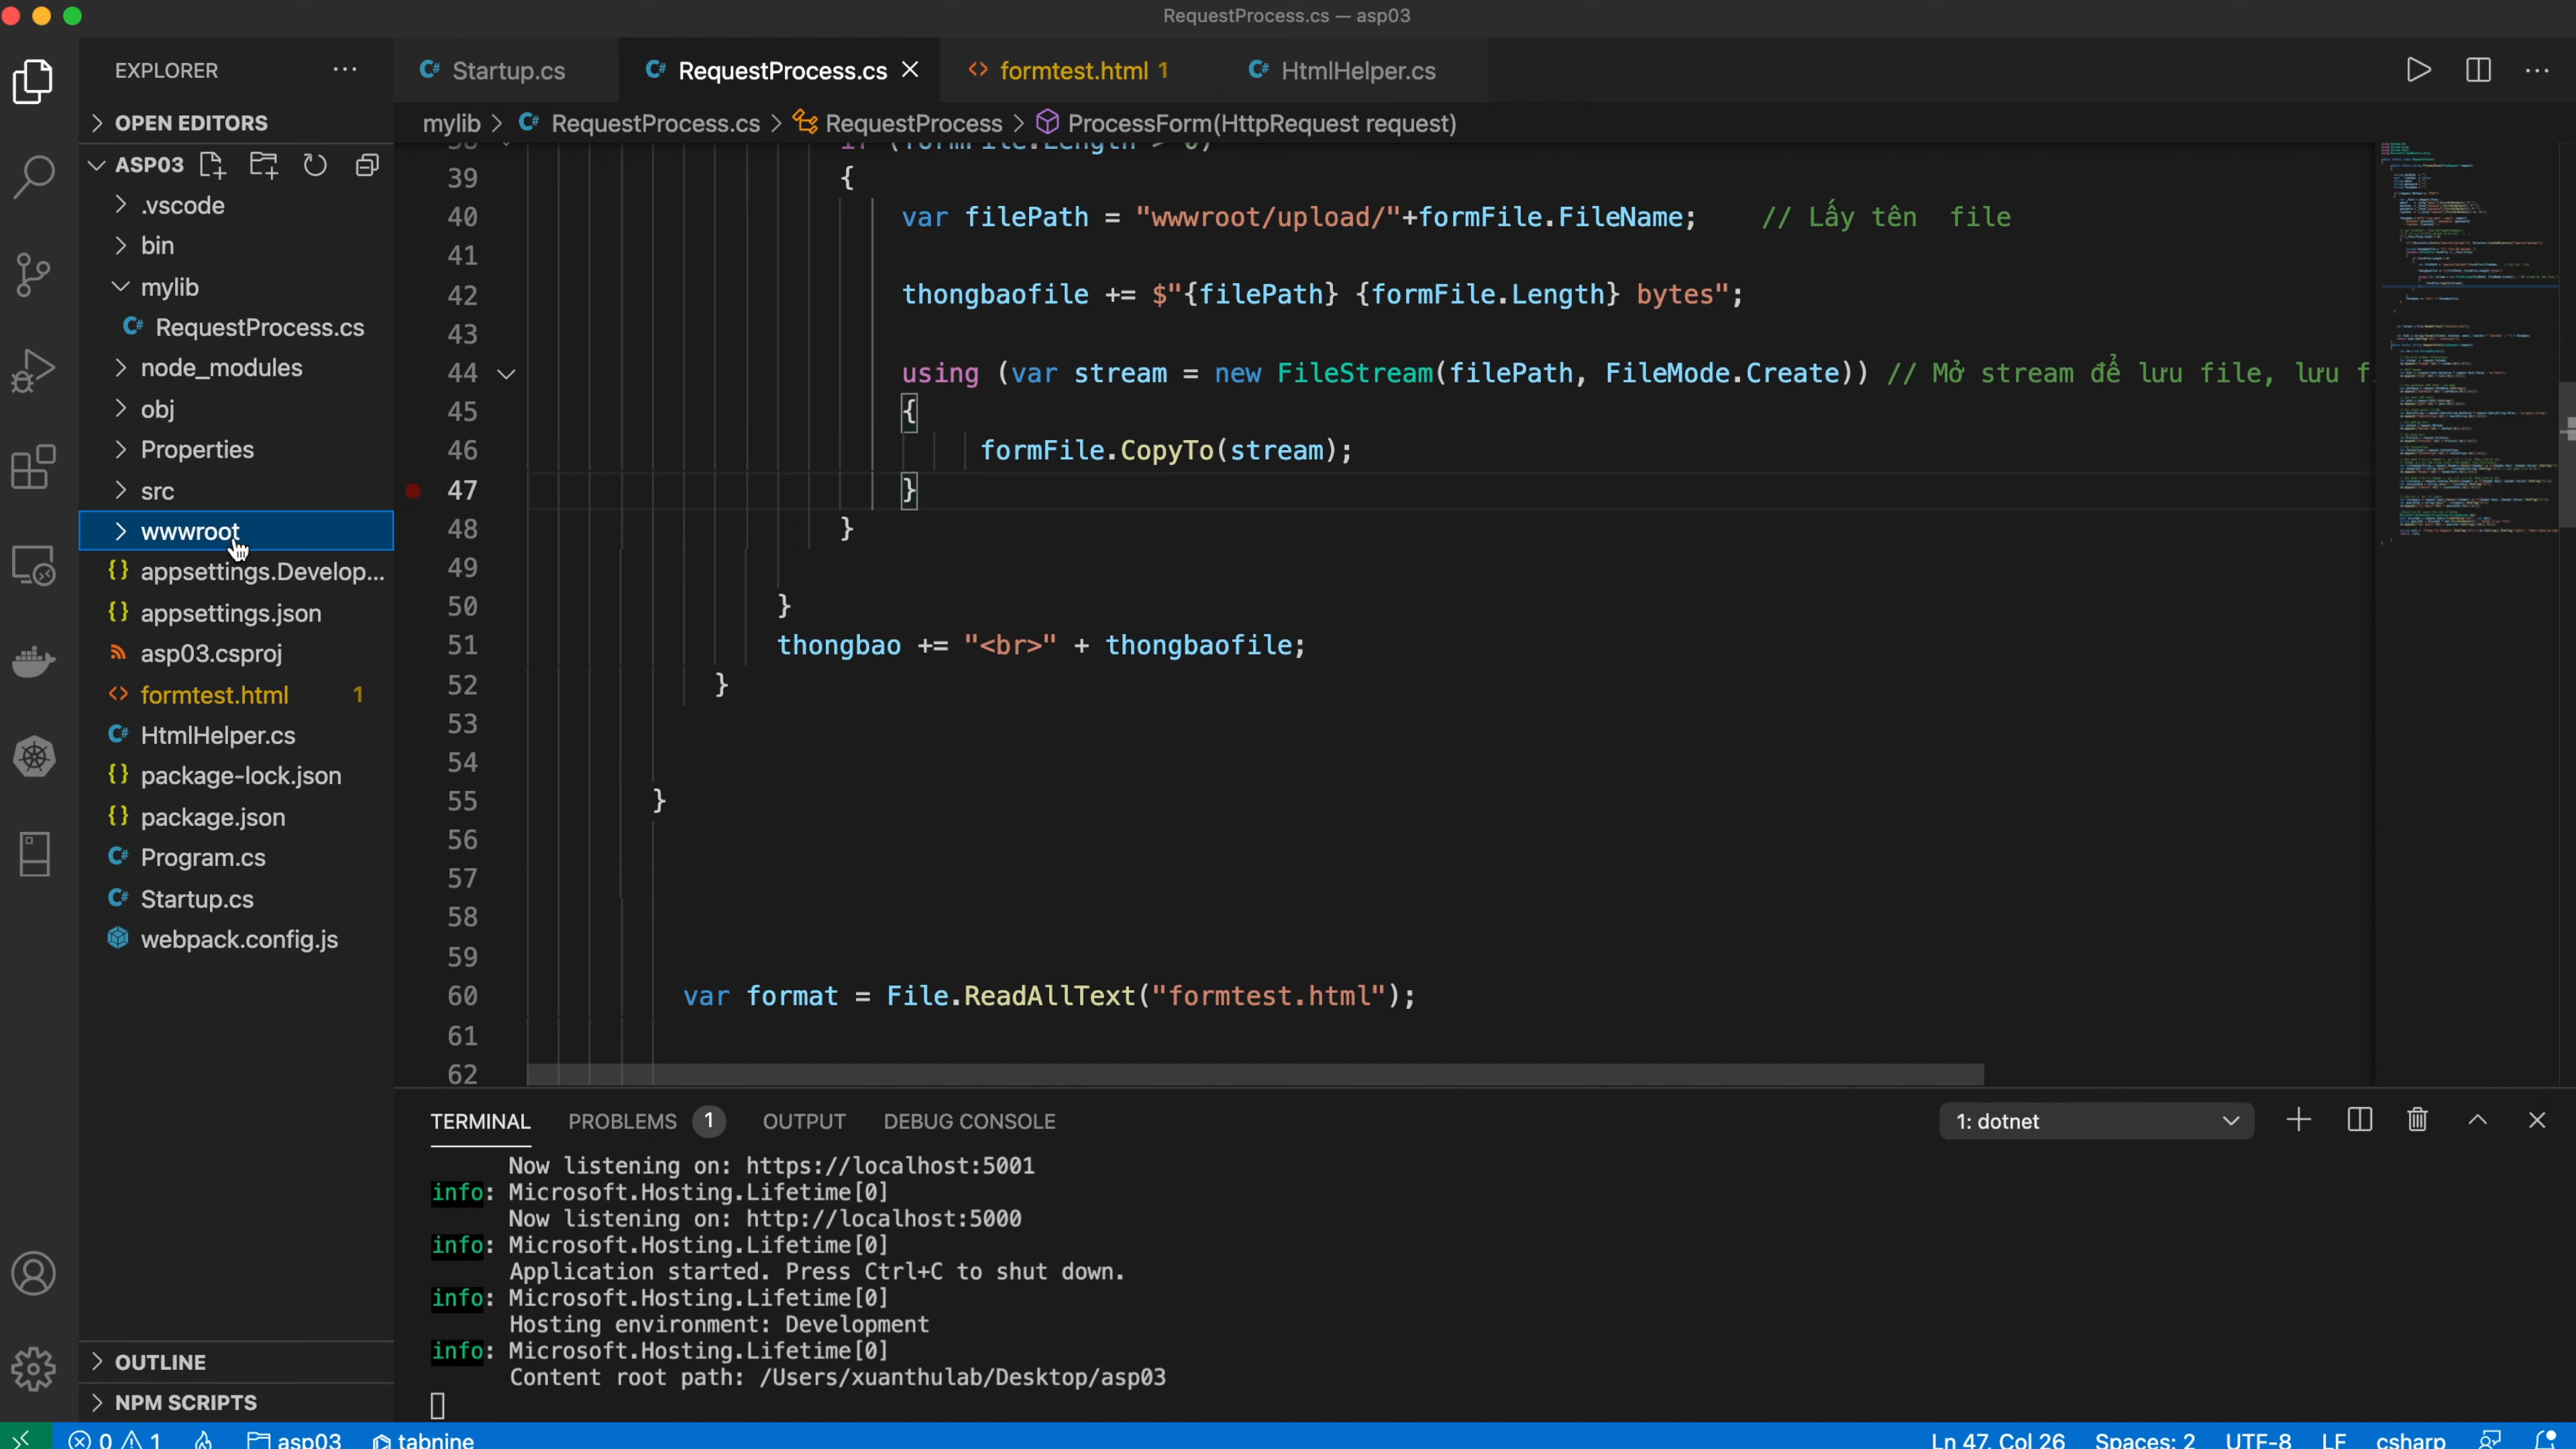 RequestProcess.cs — asp03
EXPLORER
Startup.cs
RequestProcess.cs
formtest.html 1
HtmlHelper.cs
OPEN EDITORS
mylib > RequestProcess.cs > RequestProcess > ProcessForm(HttpRequest request)
ASP03
.vscode
bin
mylib
RequestProcess.cs
node_modules
obj
Properties
src
wwwroot
appsettings.Develop...
appsettings.json
asp03.csproj
formtest.html 1
HtmlHelper.cs
package-lock.json
package.json
Program.cs
Startup.cs
webpack.config.js
OUTLINE
NPM SCRIPTS
38 if (formFile.Length > 0)
39 {
40 var filePath = "wwwroot/upload/"+formFile.FileName; // Lấy tên file
41
42 thongbaofile += $"{filePath} {formFile.Length} bytes";
43
44 using (var stream = new FileStream(filePath, FileMode.Create)) // Mở stream để lưu file, lưu f
45 {
46 formFile.CopyTo(stream);
47 }
48 }
49
50 }
51 thongbao += "<br>" + thongbaofile;
52 }
53
54
55 }
56
57
58
59
60 var format = File.ReadAllText("formtest.html");
61
62
TERMINAL PROBLEMS 1 OUTPUT DEBUG CONSOLE 1: dotnet
Now listening on: https://localhost:5001
info: Microsoft.Hosting.Lifetime[0]
Now listening on: http://localhost:5000
info: Microsoft.Hosting.Lifetime[0]
Application started. Press Ctrl+C to shut down.
info: Microsoft.Hosting.Lifetime[0]
Hosting environment: Development
info: Microsoft.Hosting.Lifetime[0]
Content root path: /Users/xuanthulab/Desktop/asp03
0 1 asp03 tabnine Ln 47, Col 26 Spaces: 2 UTF-8 LF csharp